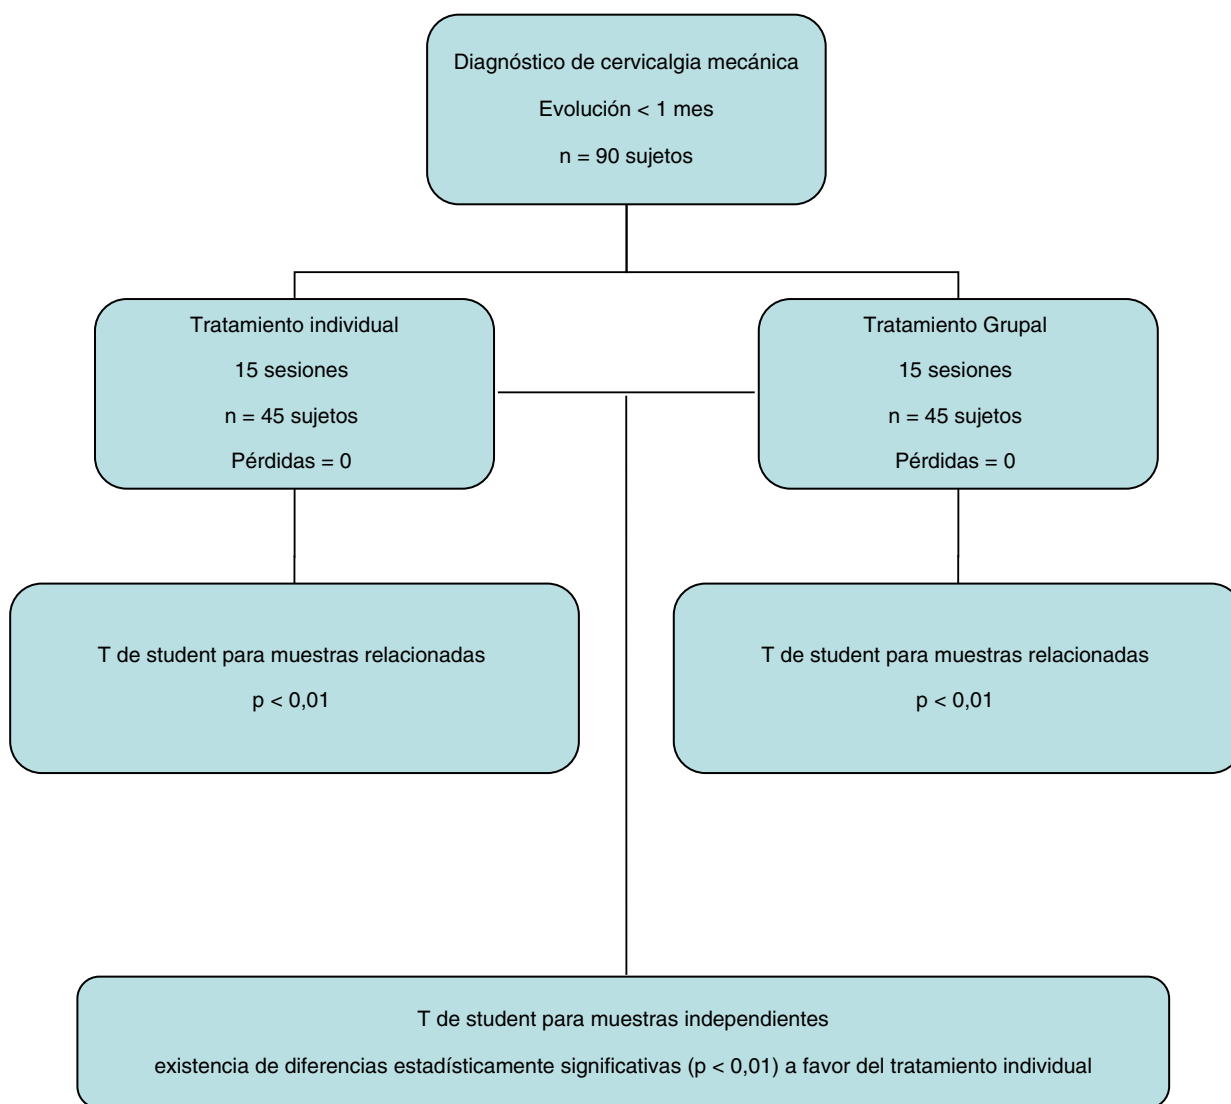 Diagnóstico de cervicalgia mecánica
Evolución < 1 mes
n = 90 sujetos
Tratamiento individual
15 sesiones
n = 45 sujetos
Pérdidas = 0
Tratamiento Grupal
15 sesiones
n = 45 sujetos
Pérdidas = 0
T de student para muestras relacionadas
p < 0,01
T de student para muestras relacionadas
p < 0,01
T de student para muestras independientes
existencia de diferencias estadísticamente significativas (p < 0,01) a favor del tratamiento individual